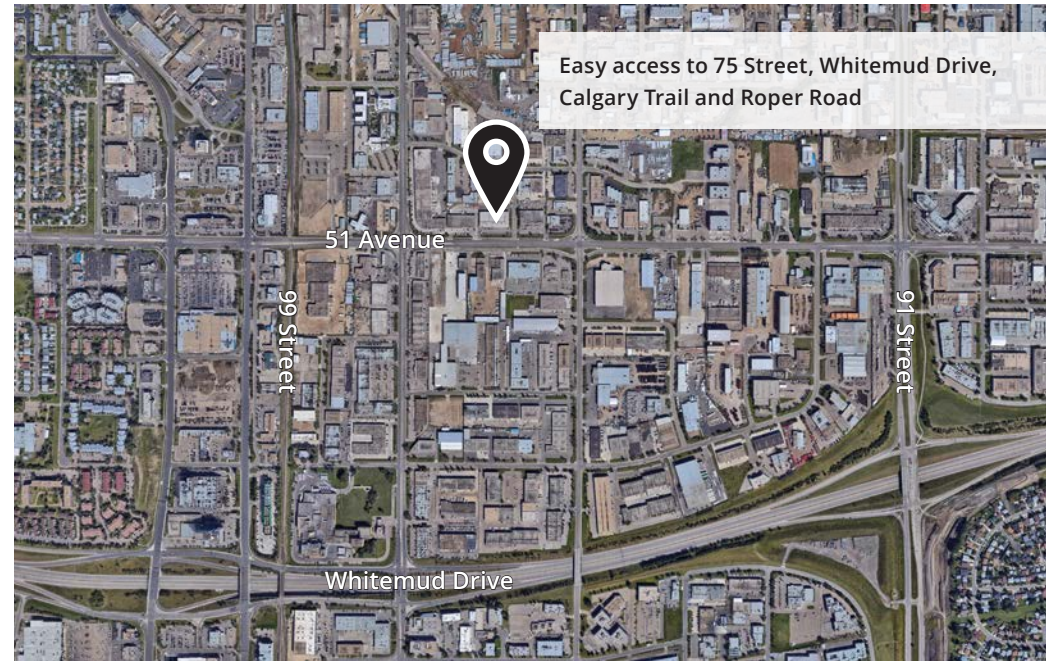 Easy access to 75 Street, Whitemud Drive,
Calgary Trail and Roper Road
51 Avenue
99 Street
91 Street
Whitemud Drive